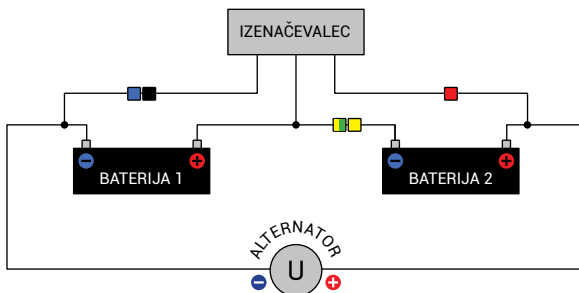 IZENAČEVALEC
BATERIJA 1
BATERIJA 2
ALTERNATOR
U